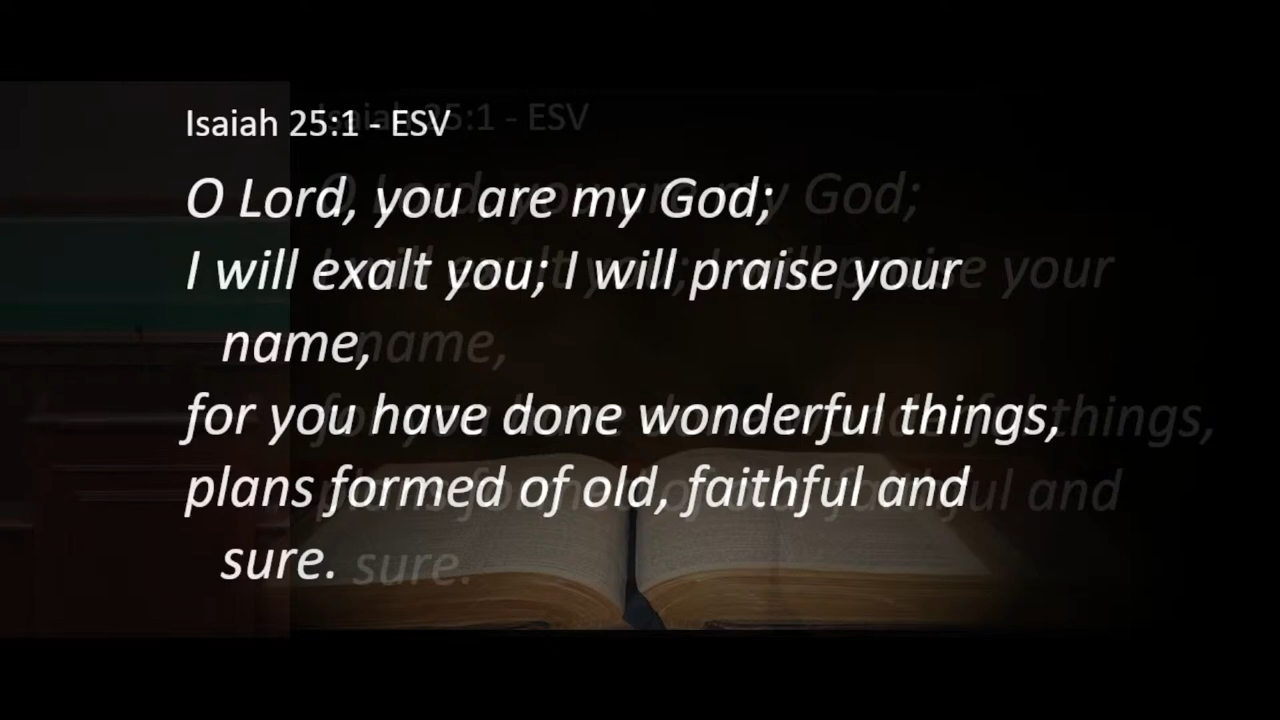 Isaiah 25:1 - ESV
O Lord, you are my God;
I will exalt you; I will praise your
name,
for you have done wonderful things,
plans formed of old, faithful and
sure.